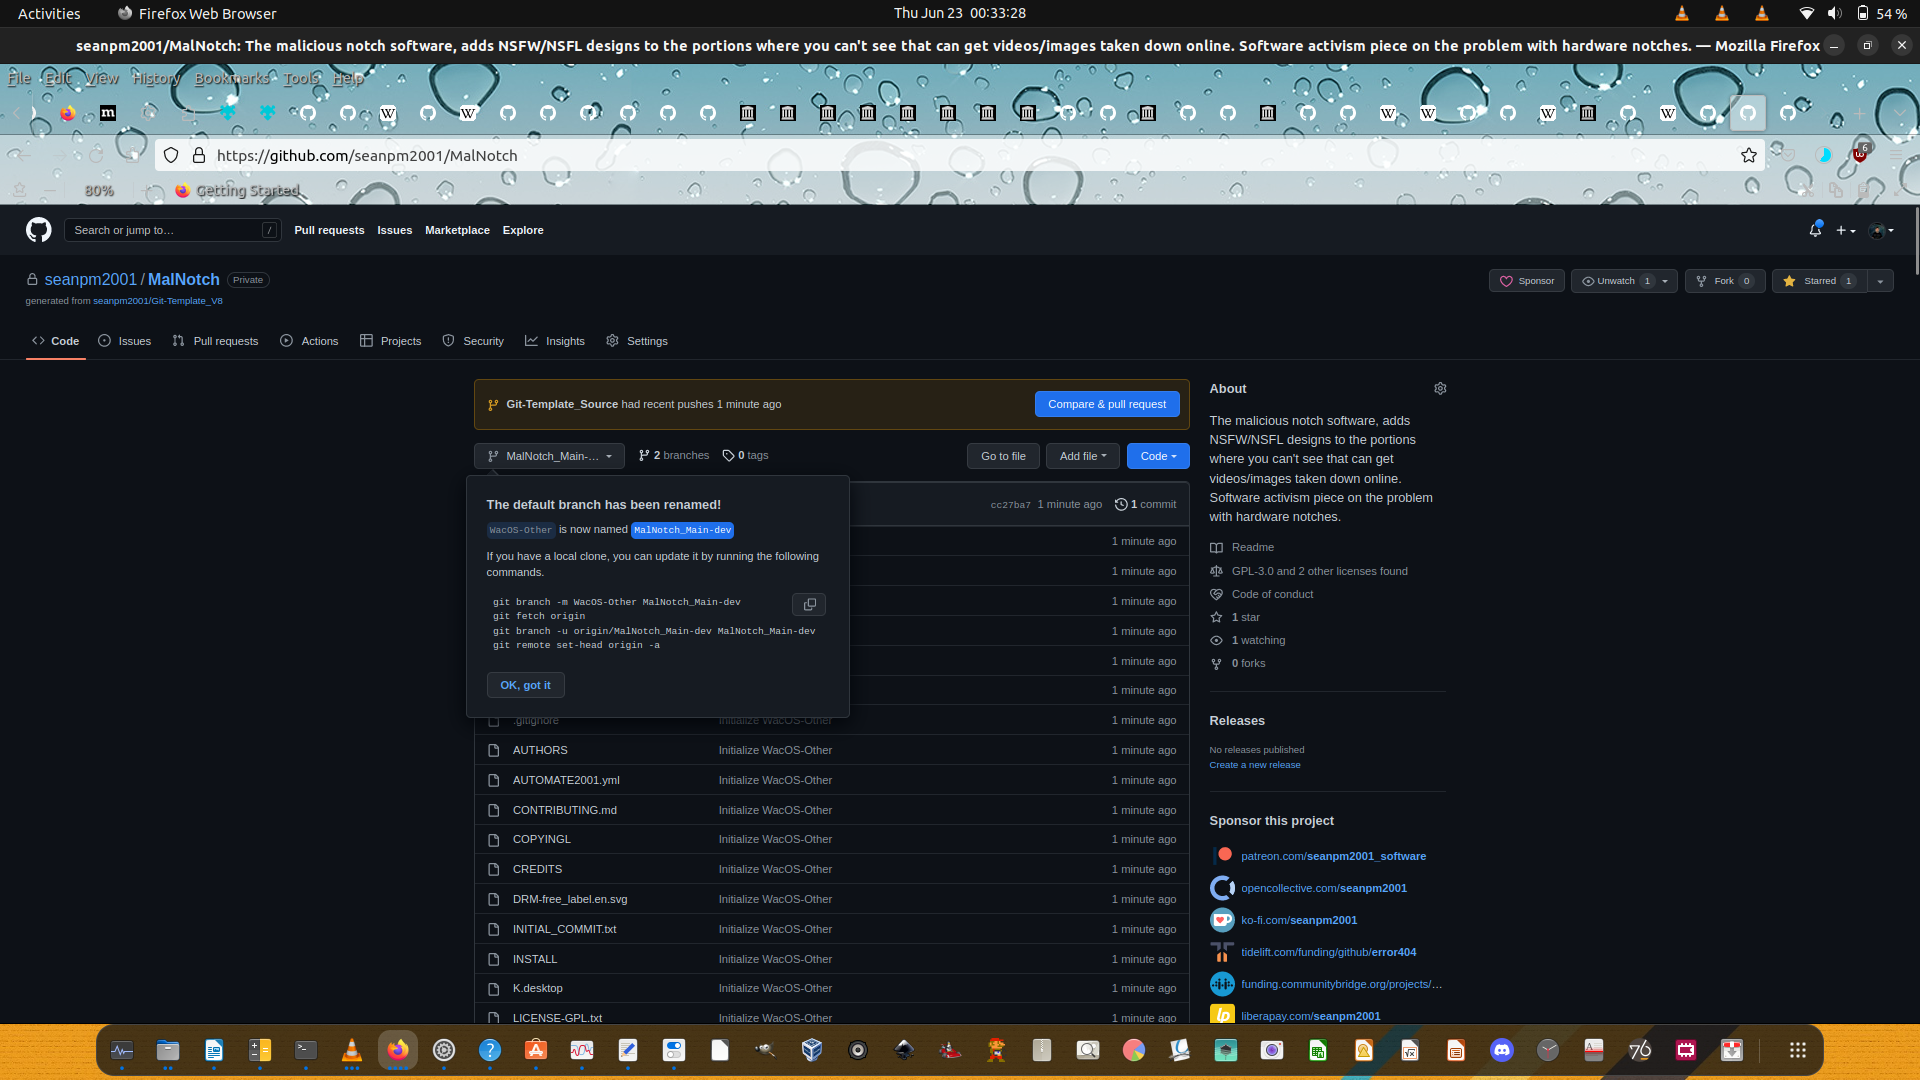 Activities
Firefox Web Browser
Thu Jun 23 00:33:28
54 %
seanpm2001/MalNotch: The malicious notch software, adds NSFW/NSFL designs to the portions where you can't see that can get videos/images taken down online. Software activism piece on the problem with hardware notches. — Mozilla Firefox
File Edit View History Bookmarks Tools Help
https://github.com/seanpm2001/MalNotch
6
80%
Getting Started
Search or jump to…
/
Pull requests
Issues
Marketplace
Explore
seanpm2001 / MalNotch
Private
generated from seanpm2001/Git-Template_V8
Sponsor
Unwatch 1
Fork 0
Starred 1
Code
Issues
Pull requests
Actions
Projects
Security
Insights
Settings
Git-Template_Source had recent pushes 1 minute ago
Compare & pull request
MalNotch_Main-…
2 branches
0 tags
Go to file
Add file
Code
The default branch has been renamed!
WacOS-Other is now named MalNotch_Main-dev
If you have a local clone, you can update it by running the following
commands.
git branch -m WacOS-Other MalNotch_Main-dev
git fetch origin
git branch -u origin/MalNotch_Main-dev MalNotch_Main-dev
git remote set-head origin -a
OK, got it
cc27ba7 1 minute ago
1 commit
1 minute ago
1 minute ago
1 minute ago
1 minute ago
1 minute ago
1 minute ago
.gitignore Initialize WacOS-Other 1 minute ago
AUTHORS Initialize WacOS-Other 1 minute ago
AUTOMATE2001.yml Initialize WacOS-Other 1 minute ago
CONTRIBUTING.md Initialize WacOS-Other 1 minute ago
COPYINGL Initialize WacOS-Other 1 minute ago
CREDITS Initialize WacOS-Other 1 minute ago
DRM-free_label.en.svg Initialize WacOS-Other 1 minute ago
INITIAL_COMMIT.txt Initialize WacOS-Other 1 minute ago
INSTALL Initialize WacOS-Other 1 minute ago
K.desktop Initialize WacOS-Other 1 minute ago
LICENSE-GPL.txt Initialize WacOS-Other 1 minute ago
About
The malicious notch software, adds
NSFW/NSFL designs to the portions
where you can't see that can get
videos/images taken down online.
Software activism piece on the problem
with hardware notches.
Readme
GPL-3.0 and 2 other licenses found
Code of conduct
1 star
1 watching
0 forks
Releases
No releases published
Create a new release
Sponsor this project
patreon.com/seanpm2001_software
opencollective.com/seanpm2001
ko-fi.com/seanpm2001
tidelift.com/funding/github/error404
funding.communitybridge.org/projects/…
liberapay.com/seanpm2001